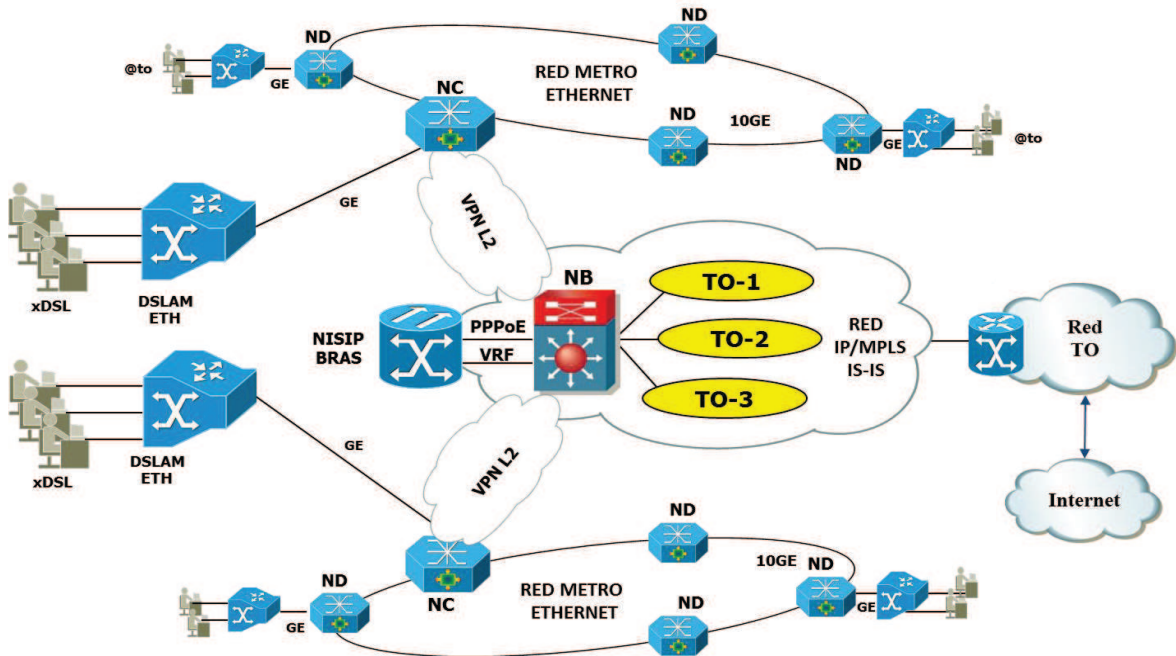 ND
ND
@to
GE
RED METRO
ETHERNET
NC
ND
10GE
ND
GE
@to
GE
VPN L2
xDSL
DSLAM
ETH
NB
TO-1
NISIP
BRAS
PPPoE
VRF
TO-2
RED
IP/MPLS
IS-IS
Red
TO
TO-3
GE
VPN L2
xDSL
DSLAM
ETH
Internet
ND
10GE
ND
ND
NC
RED METRO
ETHERNET
ND
GE
GE